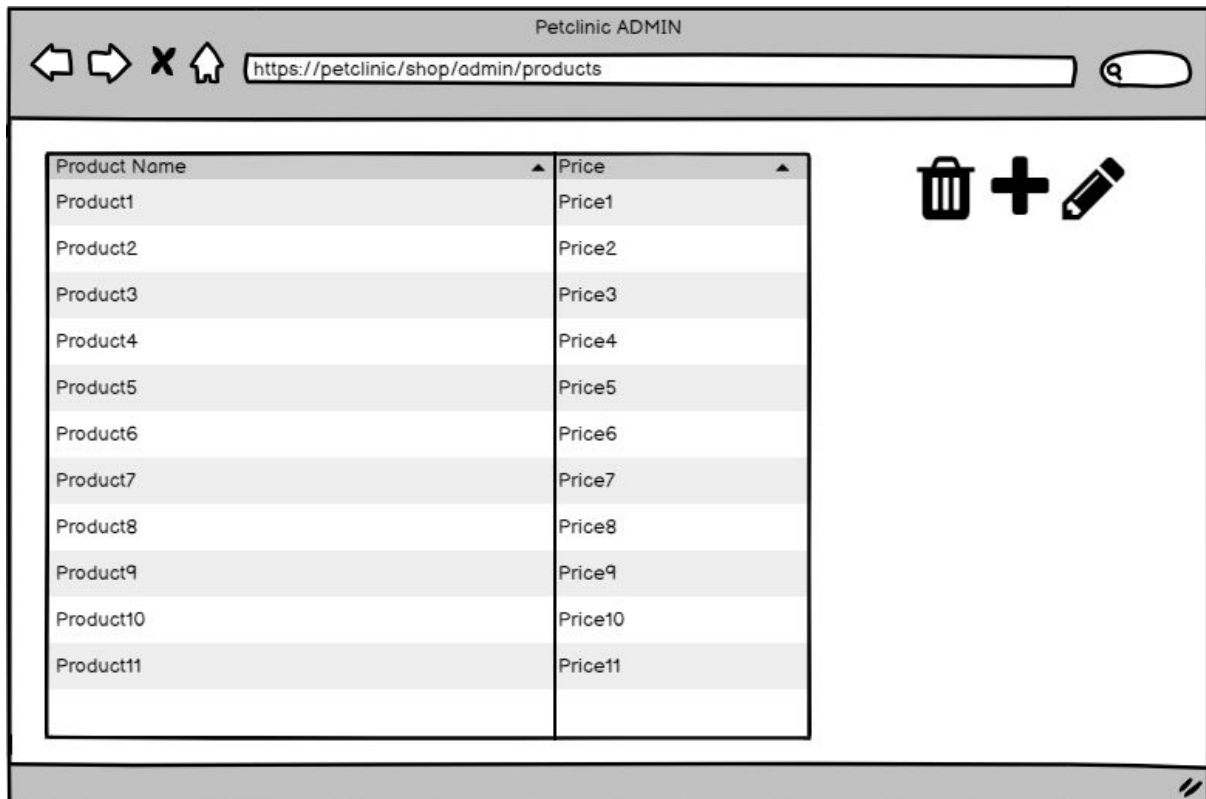 Petclinic ADMIN
https://petclinic/shop/admin/products
Product Name Price
Product1 Price1
Product2 Price2
Product3 Price3
Product4 Price4
Product5 Price5
Product6 Price6
Product7 Price7
Product8 Price8
Product9 Price9
Product10 Price10
Product11 Price11